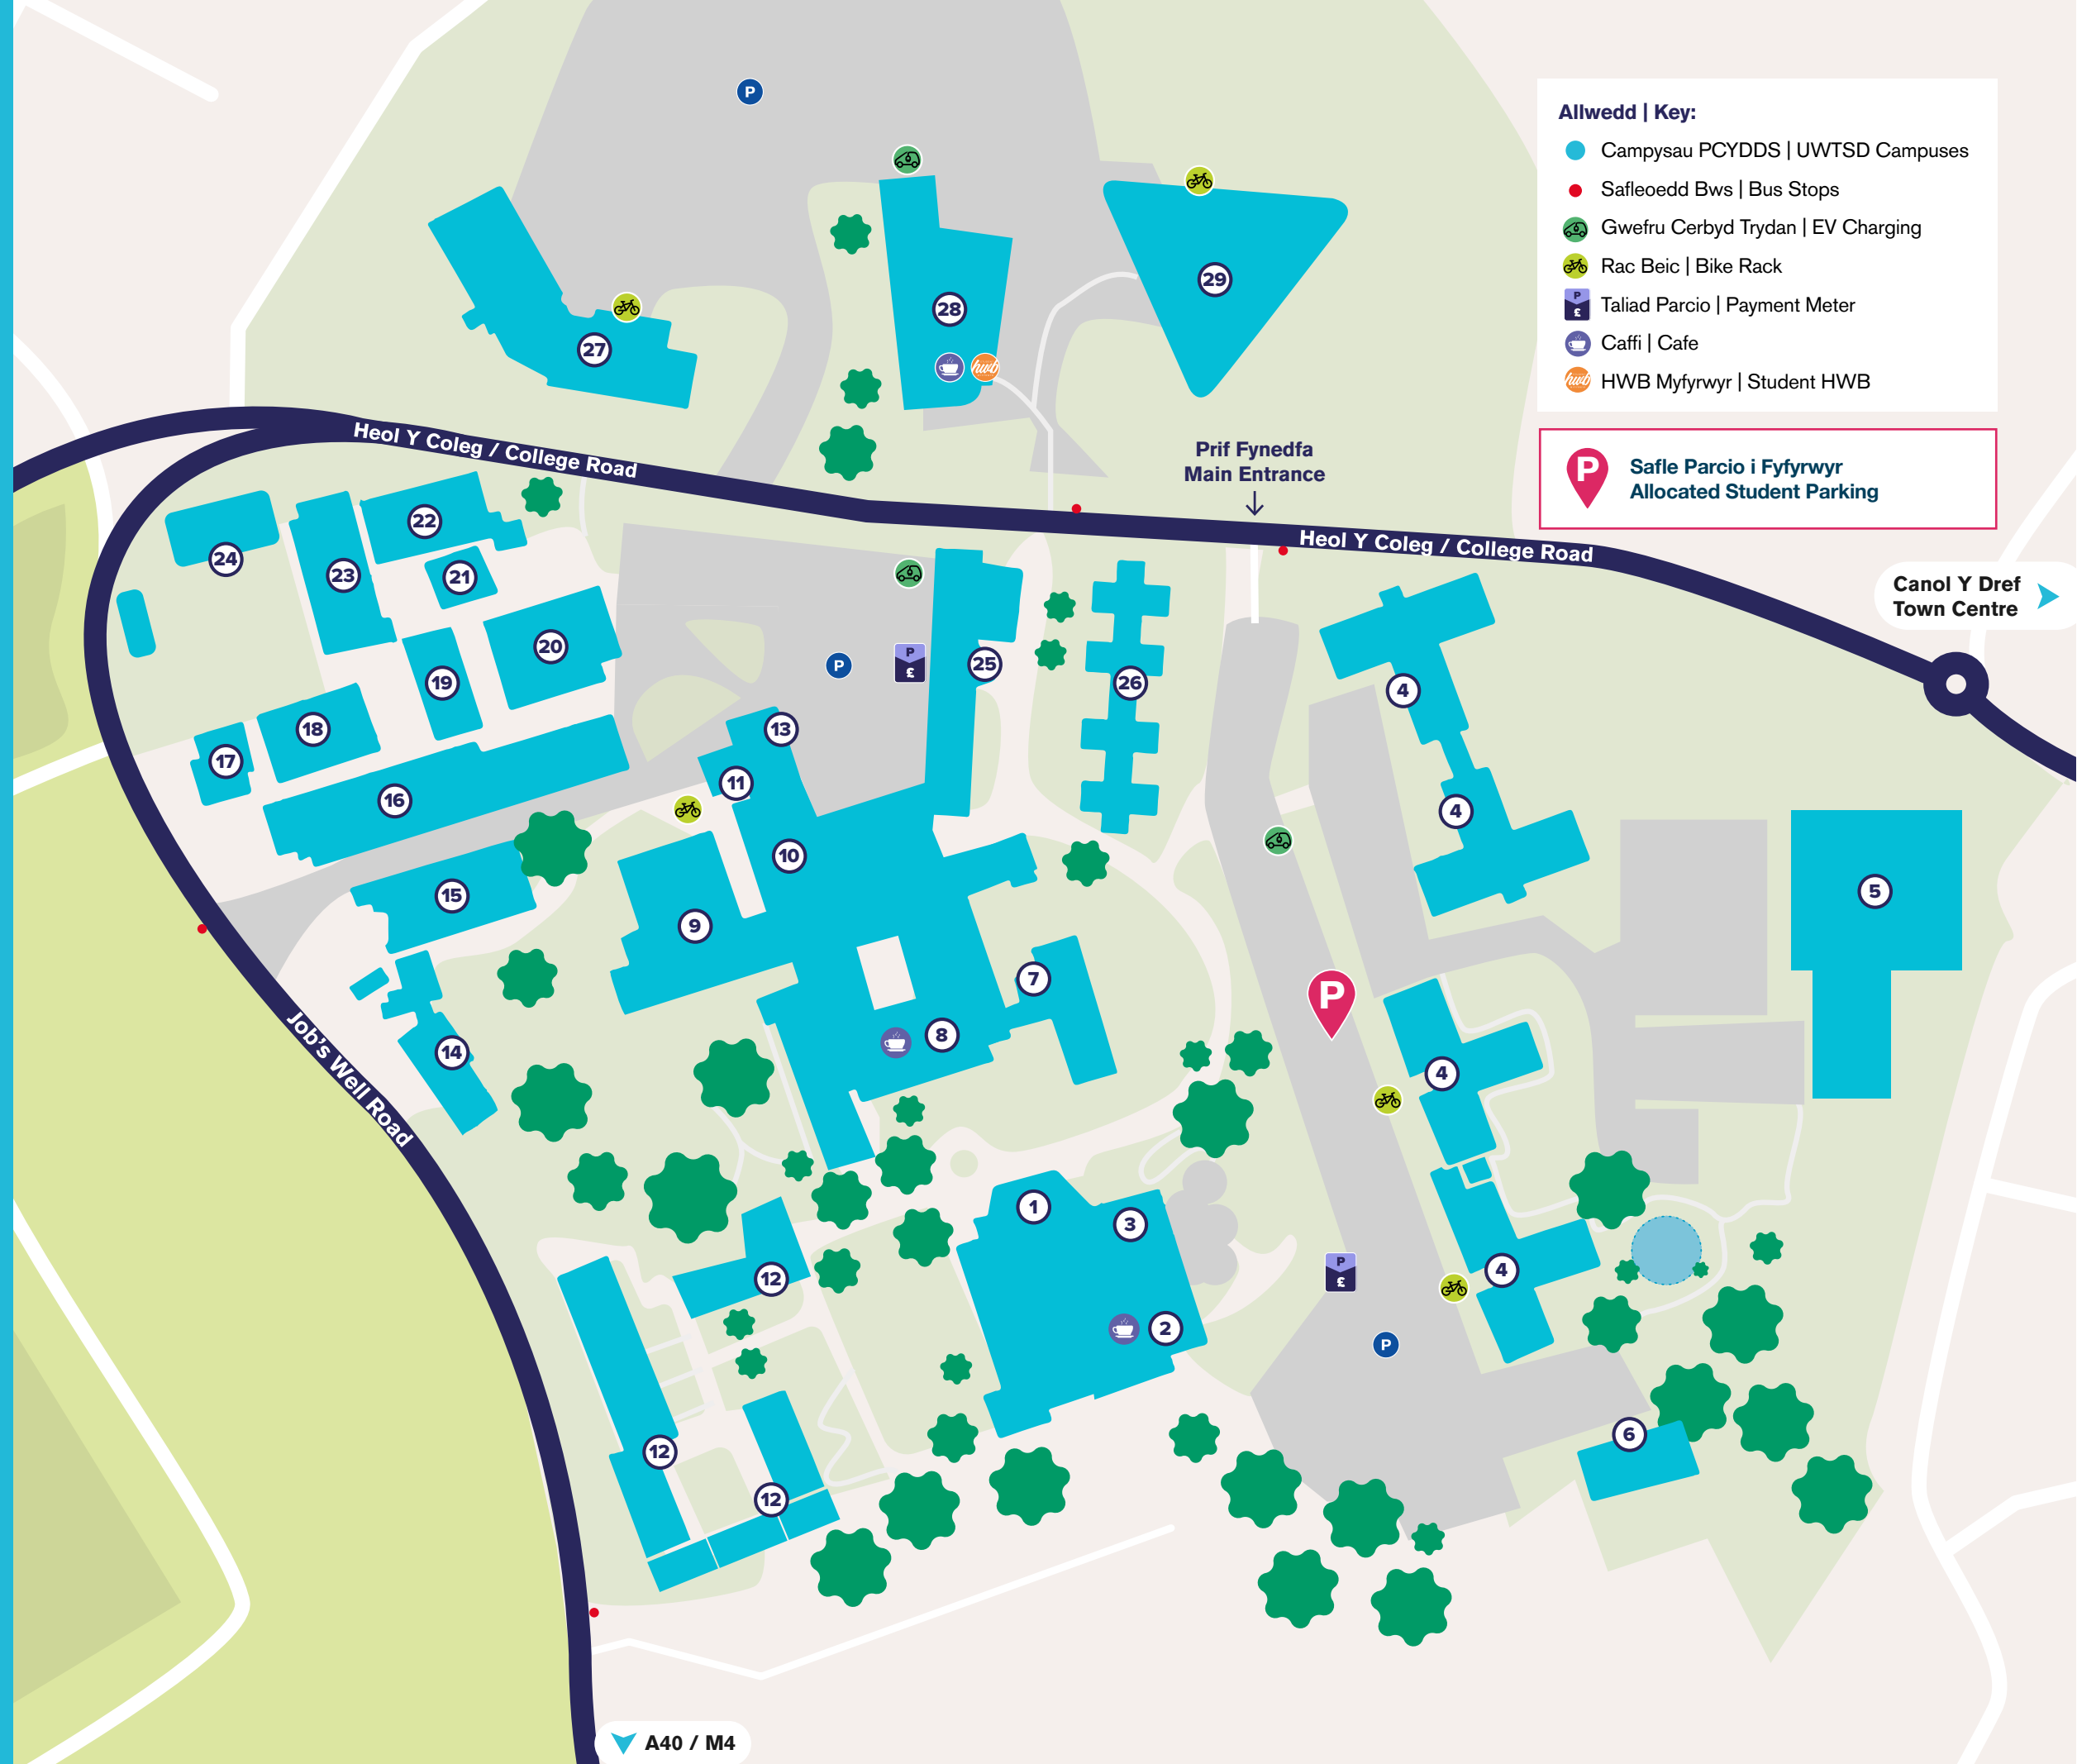 Allwedd | Key:
Campysau PCYDDS | UWTSD Campuses
Safleoedd Bws | Bus Stops
Gwefru Cerbyd Trydan | EV Charging
Rac Beic | Bike Rack
P
£
Taliad Parcio | Payment Meter
Caffi | Cafe
hwb
HWB Myfyrwyr | Student HWB
P
Safle Parcio i Fyfyrwyr
Allocated Student Parking
P
29
28
hwb
27
Heol Y Coleg / College Road
Prif Fynedfa
Main Entrance
Heol Y Coleg / College Road
Canol Y Dref
Town Centre
22
24
23
21
20
19
18
17
16
P
P
£
25
26
13
11
10
4
4
5
15
9
7
8
14
Job's Well Road
P
4
1
3
2
12
12
12
P
£
4
P
6
A40 / M4